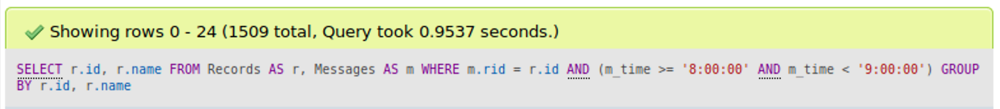 Showing rows 0 - 24 (1509 total, Query took 0.9537 seconds.)
SELECT r.id, r.name FROM Records AS r, Messages AS m WHERE m.rid = r.id AND (m_time >= '8:00:00' AND m_time < '9:00:00') GROUP
BY r.id, r.name